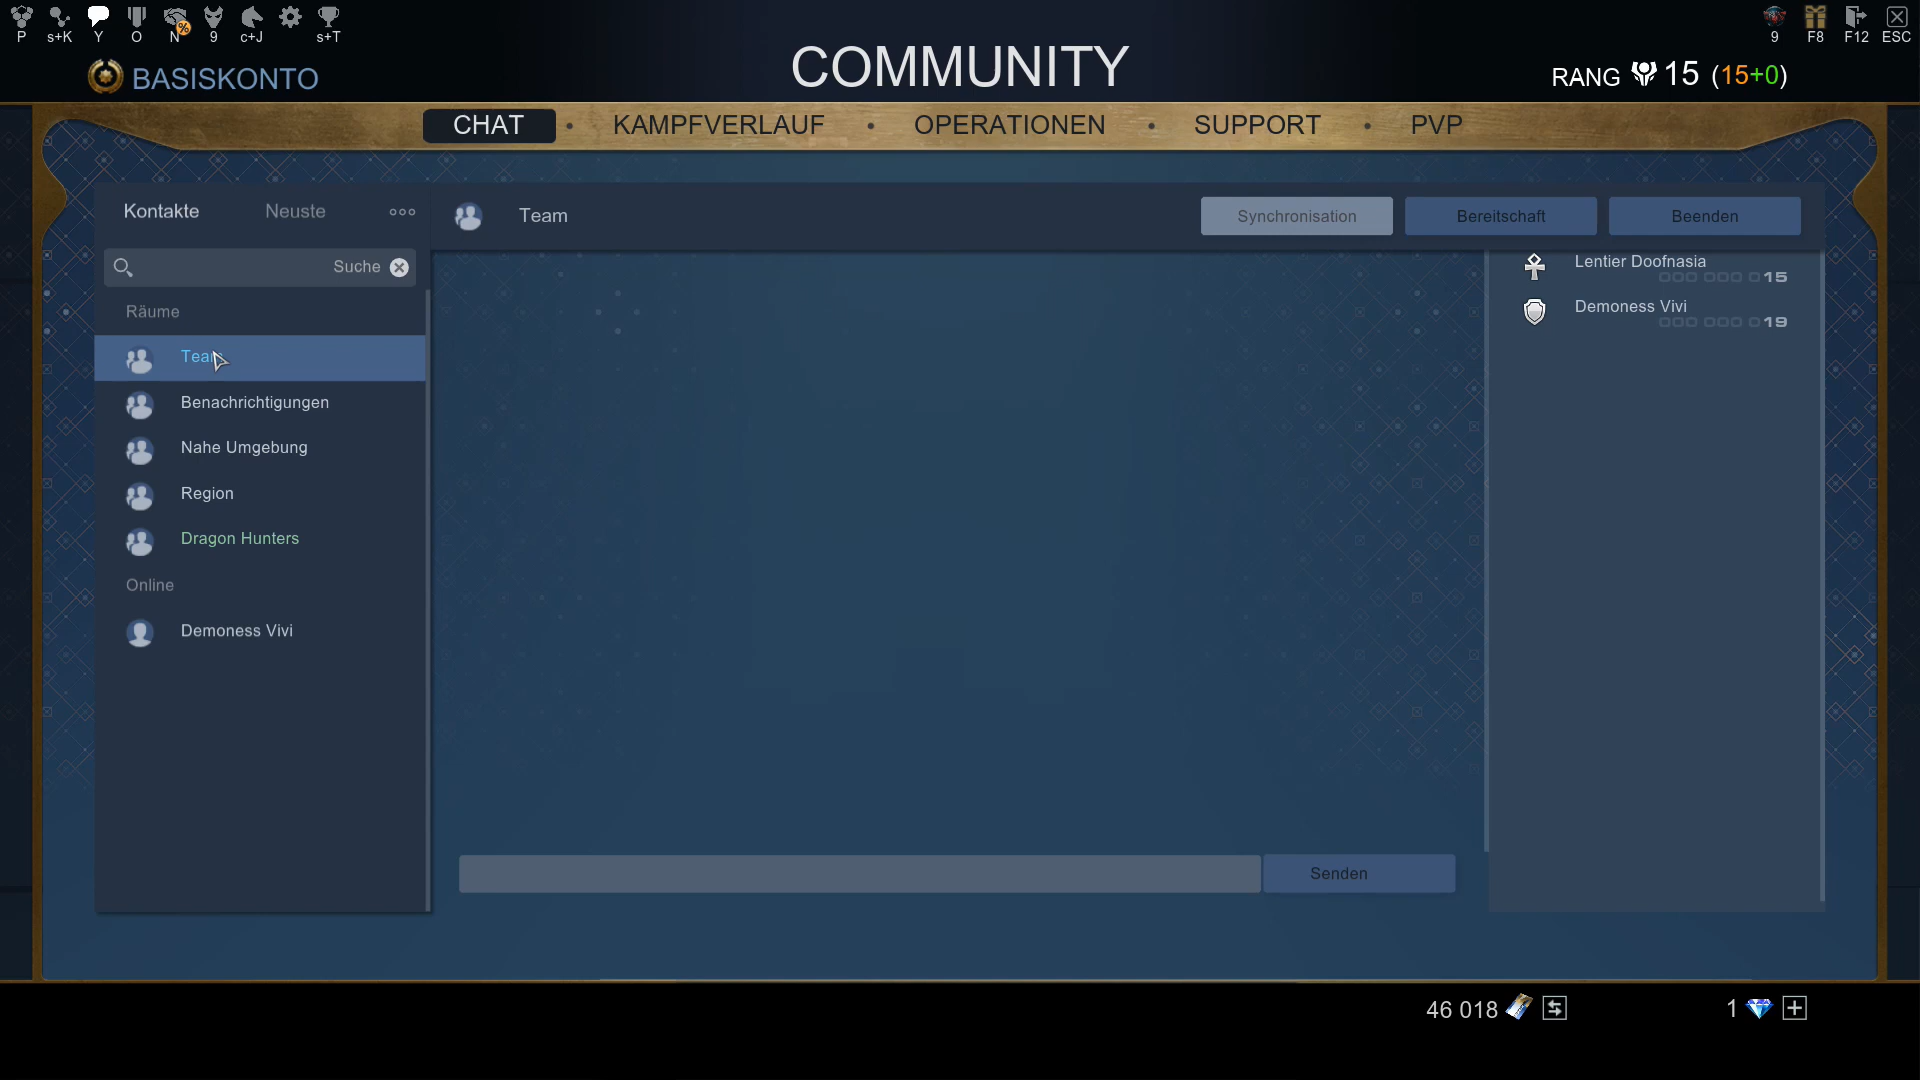 P s+K Y O N 9 c+J s+T
9 F8 F12 ESC
BASISKONTO
COMMUNITY
RANG 15 (15+0)
CHAT • KAMPFVERLAUF • OPERATIONEN • SUPPORT • PVP
Kontakte Neuste
Team
Synchronisation Bereitschaft Beenden
Suche
Räume
Team
Benachrichtigungen
Nahe Umgebung
Region
Dragon Hunters
Online
Demoness Vivi
Lentier Doofnasia
15
Demoness Vivi
19
Senden
46 018
1